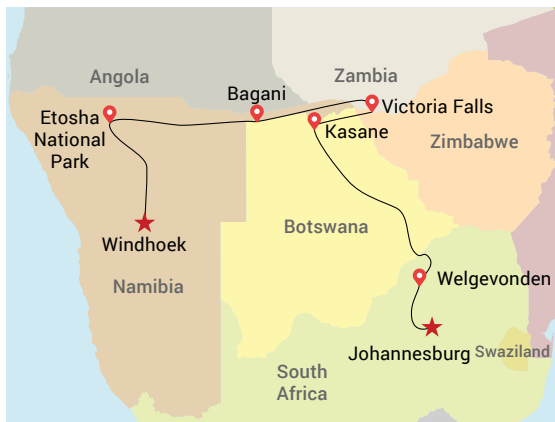 Angola
Zambia
Bagani
Etosha
National
Park
Victoria Falls
Kasane
Zimbabwe
Botswana
Windhoek
Namibia
Welgevonden
Johannesburg
Swaziland
South
Africa